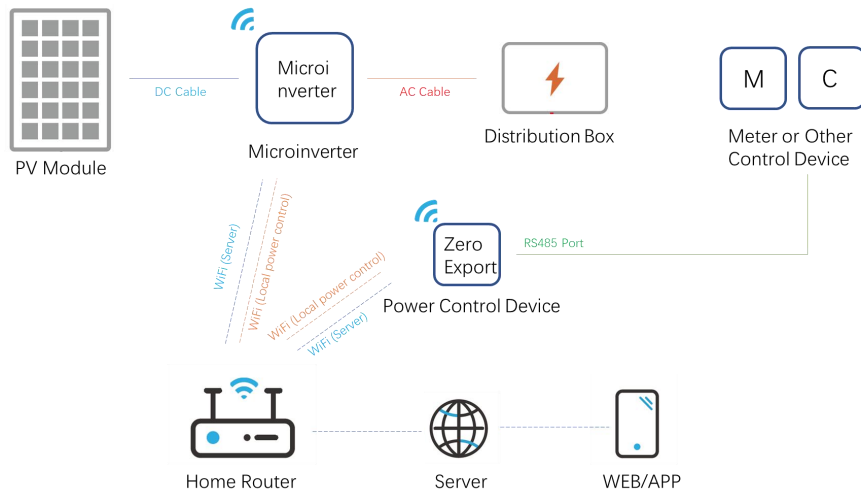 Microi
nverter
M
C
DC Cable
AC Cable
PV Module
Microinverter
Distribution Box
Meter or Other
Control Device
Zero
Export
RS485 Port
WiFi (Server)
WiFi (Local power control)
WiFi (Local power control)
WiFi (Server)
Power Control Device
Home Router
Server
WEB/APP